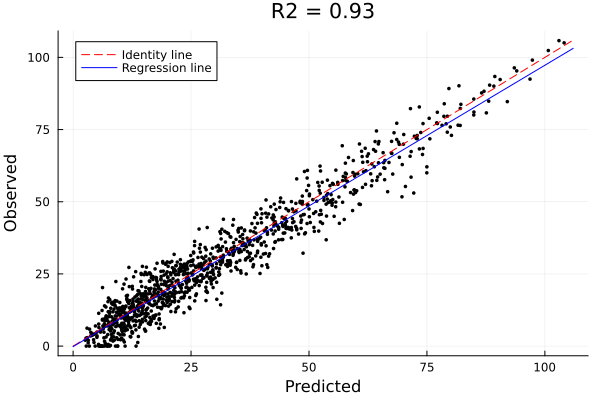 R2 = 0.93
Identity line
Regression line
Observed
100
75
50
25
0
0 25 50 75 100
Predicted